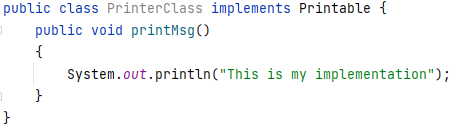 public class PrinterClass implements Printable {
    public void printMsg()
    {
        System.out.println("This is my implementation");
    }
}